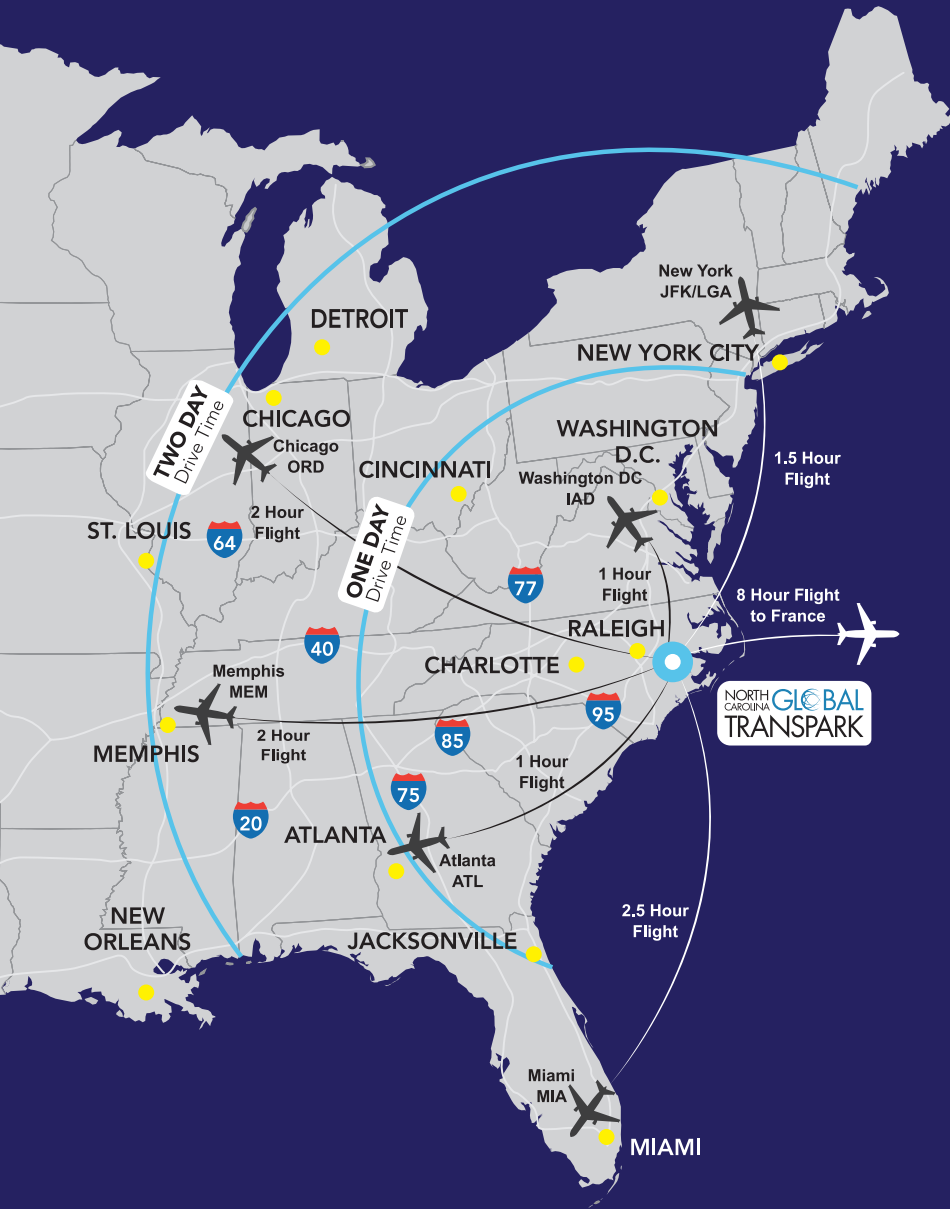 New York
JFK/LGA
DETROIT
NEW YORK CITY
TWO DAY
Drive Time
CHICAGO
Chicago
ORD
WASHINGTON
D.C.
CINCINNATI
Washington DC
IAD
1.5 Hour
Flight
2 Hour
Flight
ST. LOUIS
64
ONE DAY
Drive Time
77
1 Hour
Flight
8 Hour Flight
to France
RALEIGH
40
CHARLOTTE
Memphis
MEM
NORTH
CAROLINA
GLOBAL
TRANSPARK
95
MEMPHIS
2 Hour
Flight
85
1 Hour
Flight
75
20
ATLANTA
Atlanta
ATL
NEW
ORLEANS
2.5 Hour
Flight
JACKSONVILLE
Miami
MIA
MIAMI